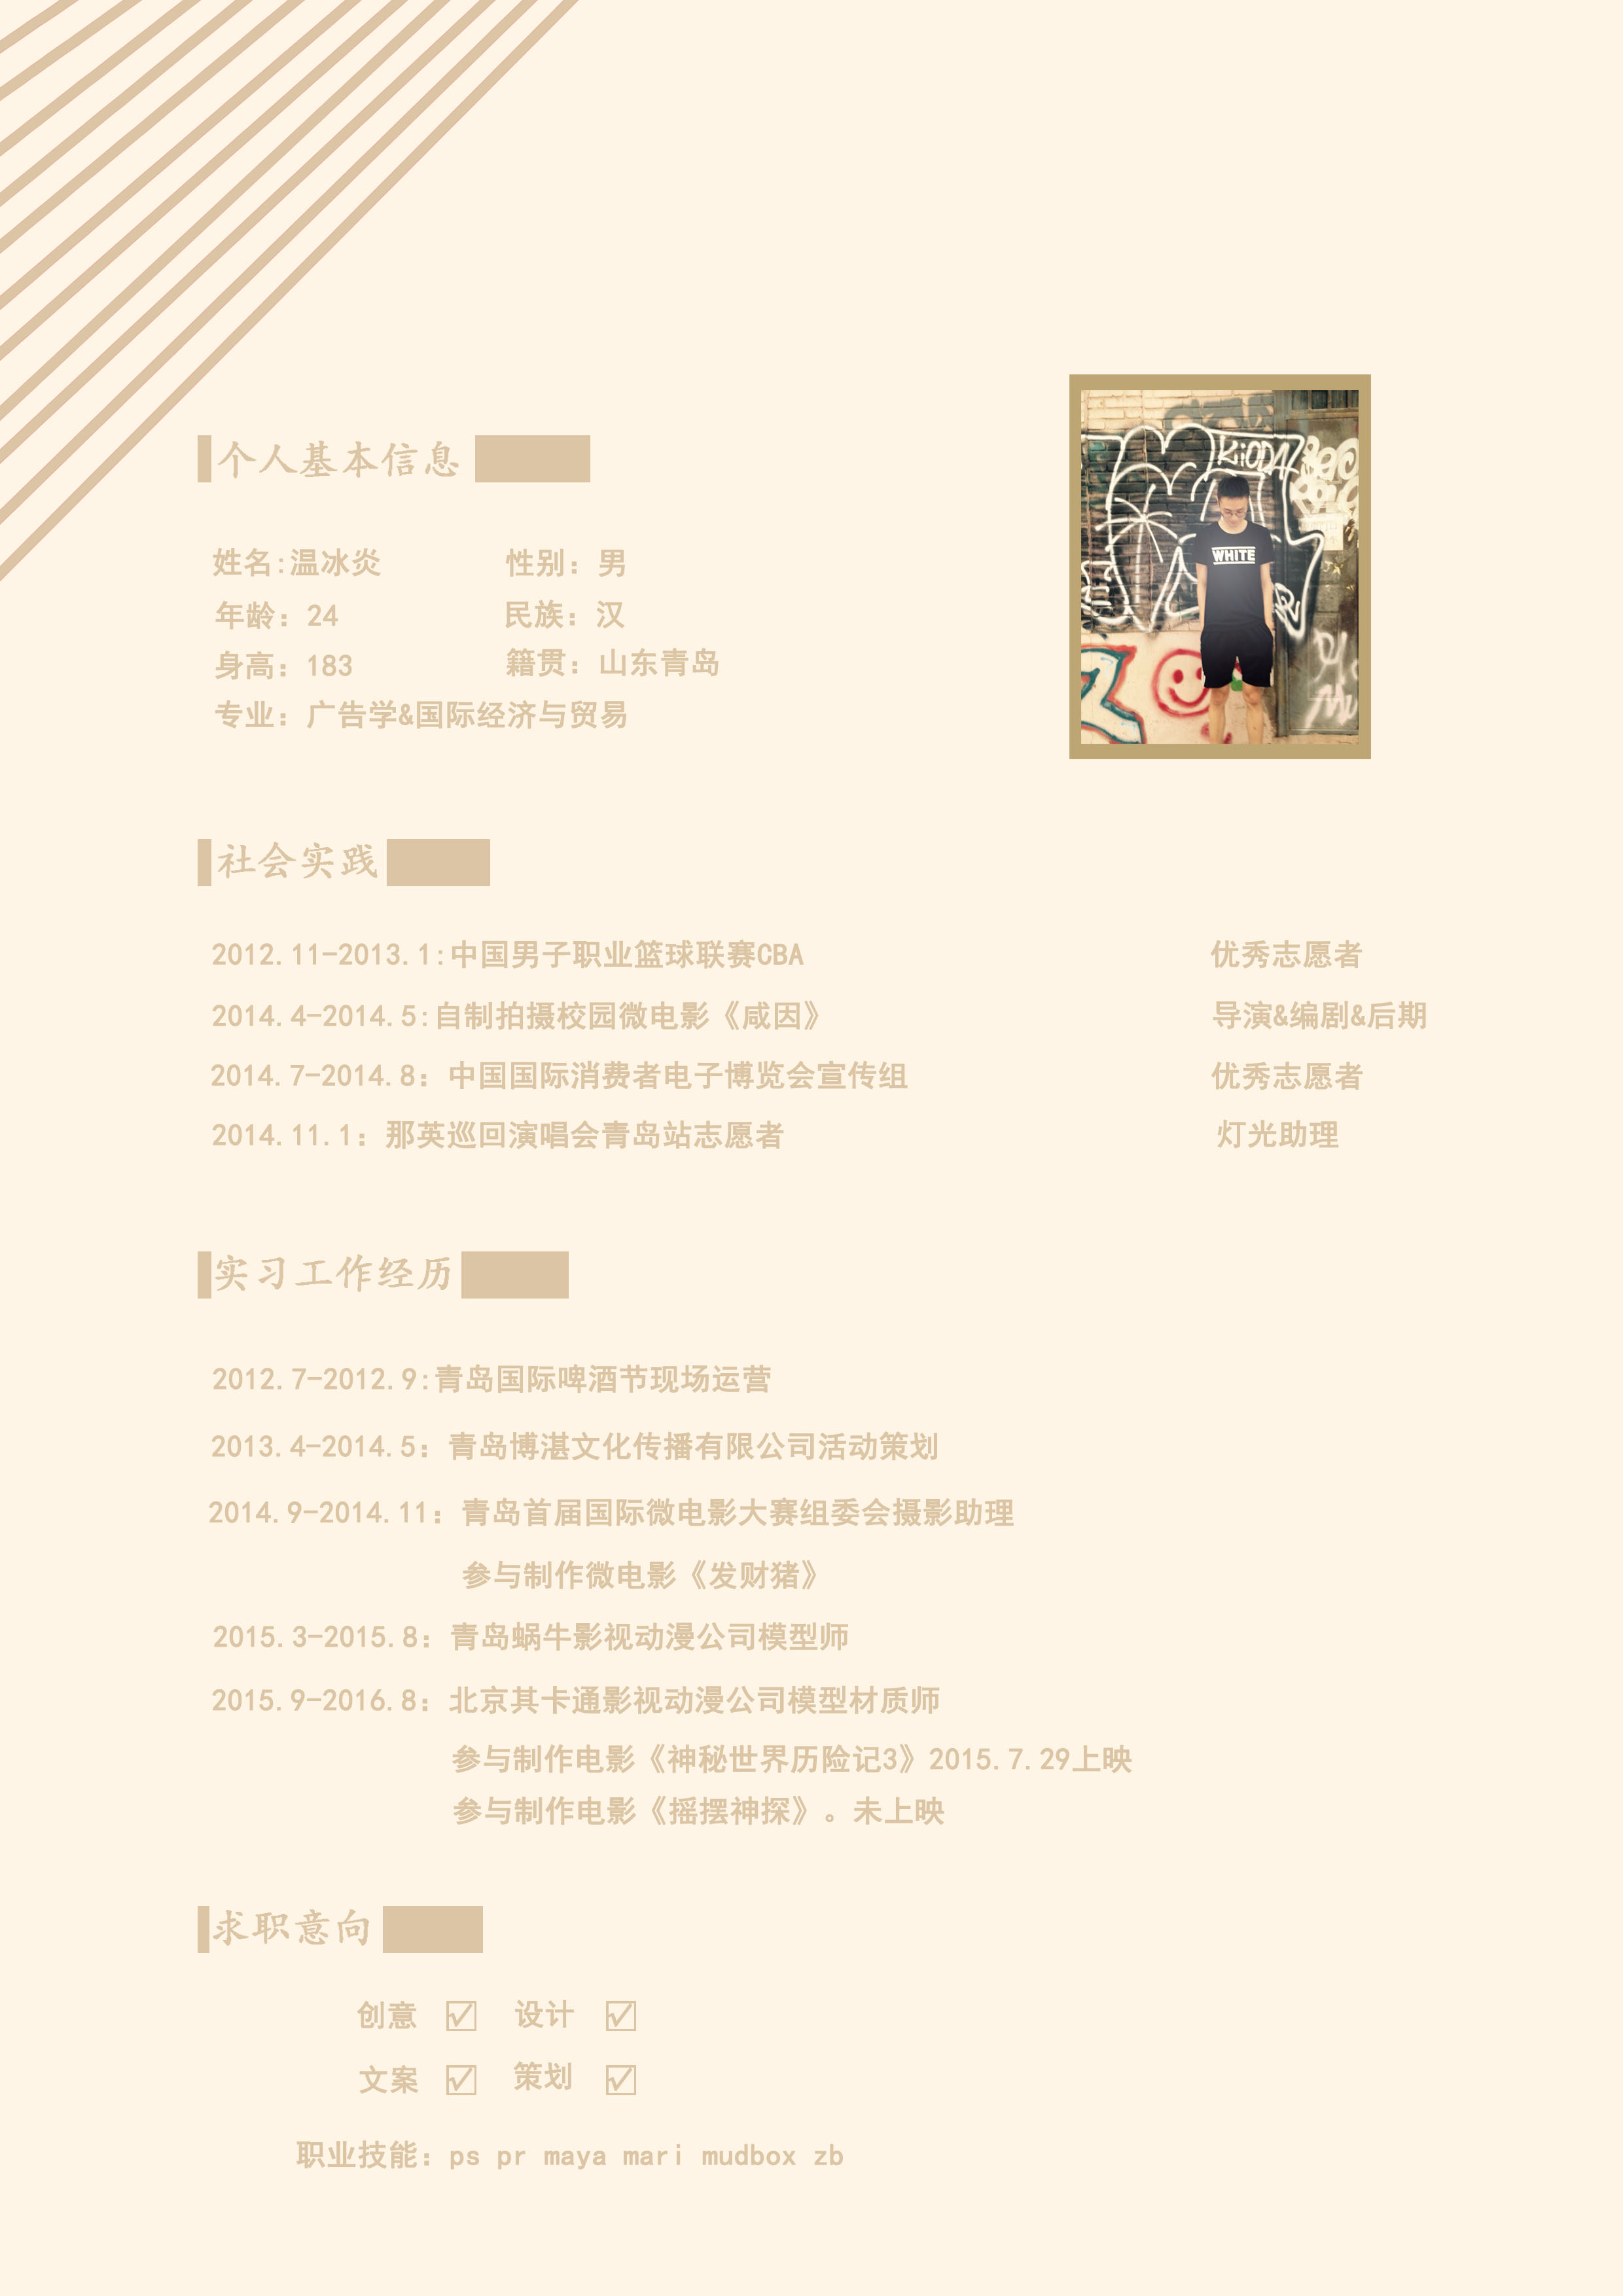 个人基本信息
姓名:温冰炎 性别：男
年龄：24 民族：汉
身高：183 籍贯：山东青岛
专业：广告学&国际经济与贸易
KiiODA
WHITE
社会实践
2012.11-2013.1:中国男子职业篮球联赛CBA 优秀志愿者
2014.4-2014.5:自制拍摄校园微电影《咸因》 导演&编剧&后期
2014.7-2014.8：中国国际消费者电子博览会宣传组 优秀志愿者
2014.11.1：那英巡回演唱会青岛站志愿者 灯光助理
实习工作经历
2012.7-2012.9:青岛国际啤酒节现场运营
2013.4-2014.5：青岛博湛文化传播有限公司活动策划
2014.9-2014.11：青岛首届国际微电影大赛组委会摄影助理
参与制作微电影《发财猪》
2015.3-2015.8：青岛蜗牛影视动漫公司模型师
2015.9-2016.8：北京其卡通影视动漫公司模型材质师
参与制作电影《神秘世界历险记3》2015.7.29上映
参与制作电影《摇摆神探》。未上映
求职意向
创意 ☑ 设计 ☑
文案 ☑ 策划 ☑
职业技能：ps pr maya mari mudbox zb